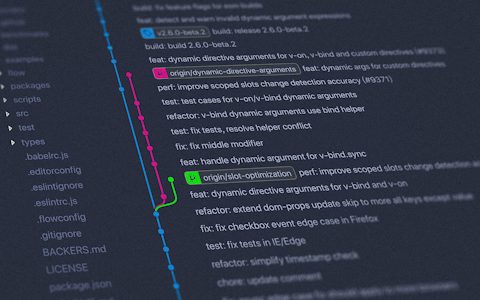 build: fix feature flags for esm builds
feat: detect and warn invalid dynamic argument expressions
v2.6.0-beta.2 build: release 2.6.0-beta.2
build: build 2.6.0-beta.2
feat: dynamic directive arguments for v-on, v-bind and custom directives (#9373)
origin/dynamic-directive-arguments feat: dynamic args for custom directives
perf: improve scoped slots change detection accuracy (#9371)
test: test cases for v-on/v-bind dynamic arguments
refactor: v-bind dynamic arguments use bind helper
test: fix tests, resolve helper conflict
fix: fix middle modifier
feat: handle dynamic argument for v-bind.sync
origin/slot-optimization perf: improve scoped slots change detection
feat: dynamic directive arguments for v-bind and v-on
refactor: extend dom-props update skip to more all keys except value
fix: fix checkbox event edge case in Firefox
test: fix tests in IE/Edge
refactor: simplify timestamp check
chore: update comment
examples
flow
packages
scripts
src
test
types
.babelrc.js
.editorconfig
.eslintignore
.eslintrc.js
.flowconfig
.gitignore
BACKERS.md
LICENSE
package.json